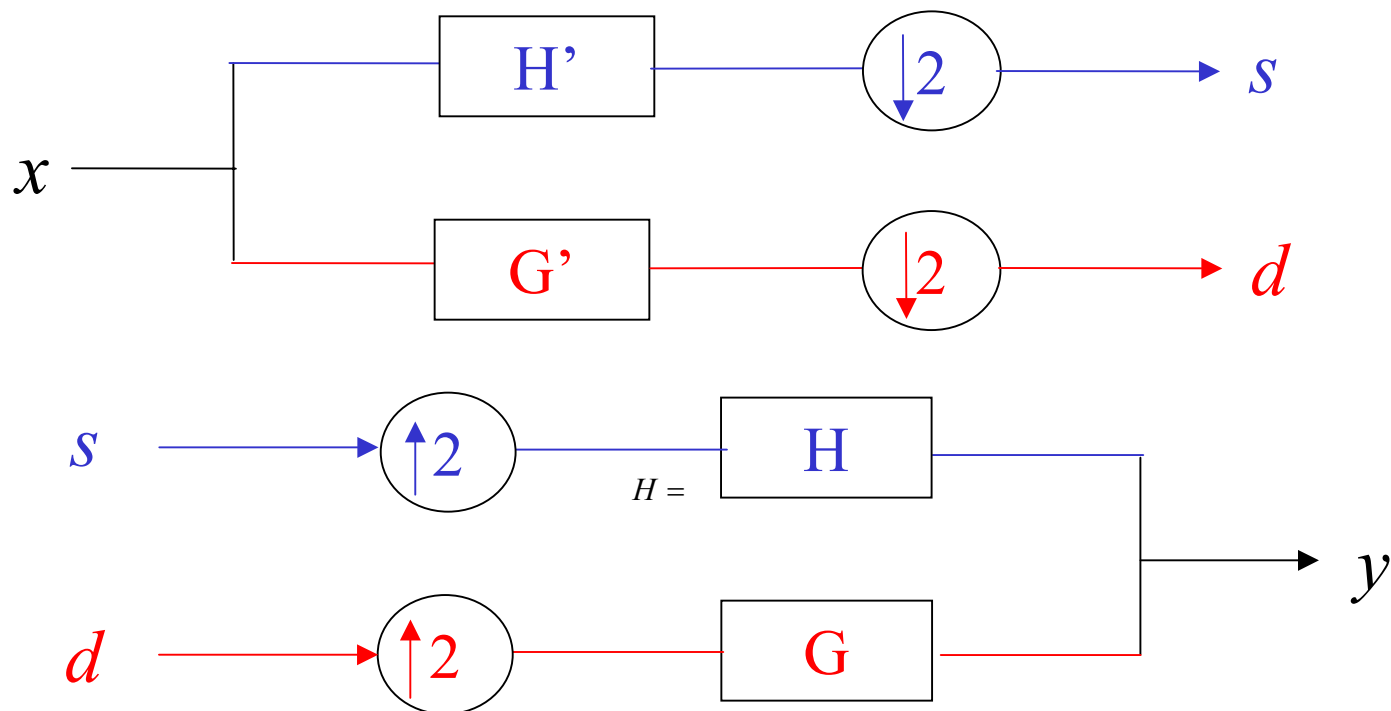 H’ ↓2 s
x
G’ ↓2 d
s ↑2 H
H =
y
d ↑2 G